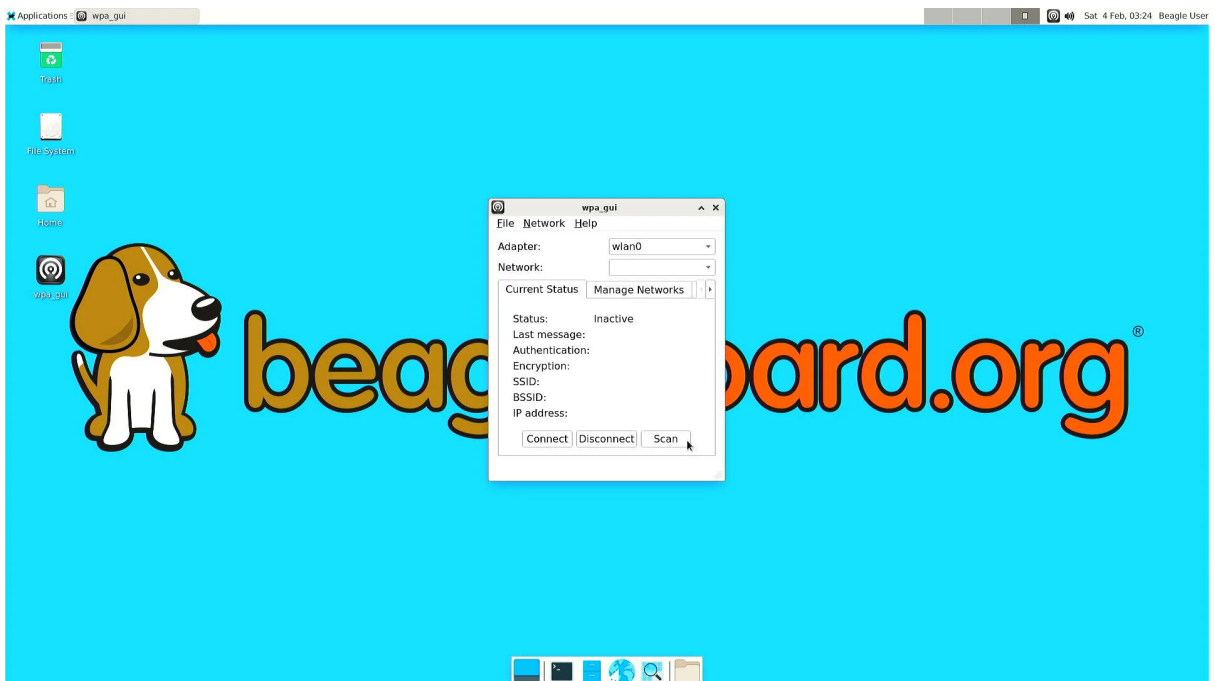 Applications wpa_gui Sat 4 Feb, 03:24 Beagle User
Trash
File System
Home
wpa_gui
wpa_gui
File Network Help
Adapter: wlan0
Network:
Current Status Manage Networks
Status: Inactive
Last message:
Authentication:
Encryption:
SSID:
BSSID:
IP address:
Connect Disconnect Scan
beag oard.org ®